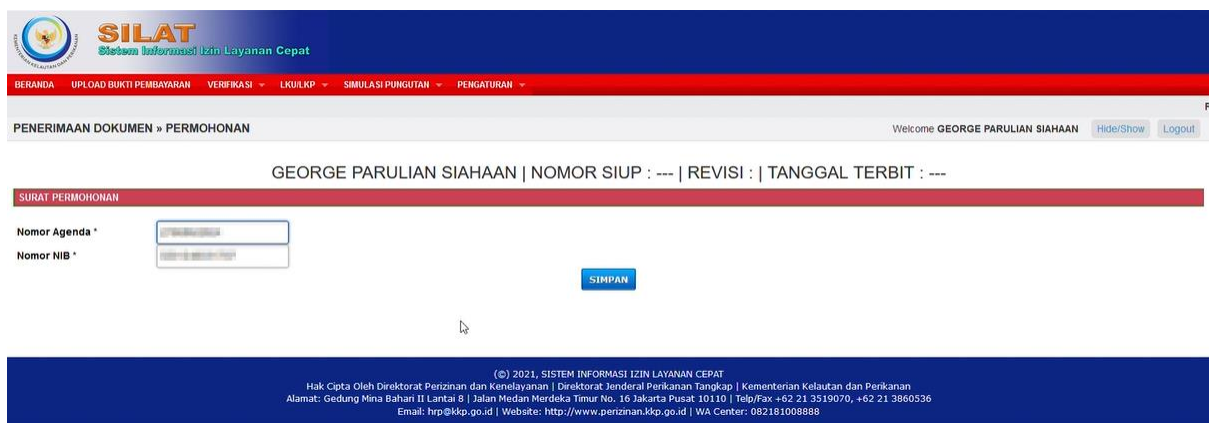 SILAT
Sistem Informasi Izin Layanan Cepat
BERANDA UPLOAD BUKTI PEMBAYARAN VERIFIKASI LKU/LKP SIMULASI PUNGUTAN PENGATURAN
PENERIMAAN DOKUMEN » PERMOHONAN Welcome GEORGE PARULIAN SIAHAAN Hide/Show Logout
GEORGE PARULIAN SIAHAAN | NOMOR SIUP : --- | REVISI : | TANGGAL TERBIT : ---
SURAT PERMOHONAN
Nomor Agenda *
Nomor NIB *
SIMPAN
(©) 2021, SISTEM INFORMASI IZIN LAYANAN CEPAT
Hak Cipta Oleh Direktorat Perizinan dan Kenelayanan | Direktorat Jenderal Perikanan Tangkap | Kementerian Kelautan dan Perikanan
Alamat: Gedung Mina Bahari II Lantai 8 | Jalan Medan Merdeka Timur No. 16 Jakarta Pusat 10110 | Telp/Fax +62 21 3519070, +62 21 3860536
Email: hrp@kkp.go.id | Website: http://www.perizinan.kkp.go.id | WA Center: 082181008888